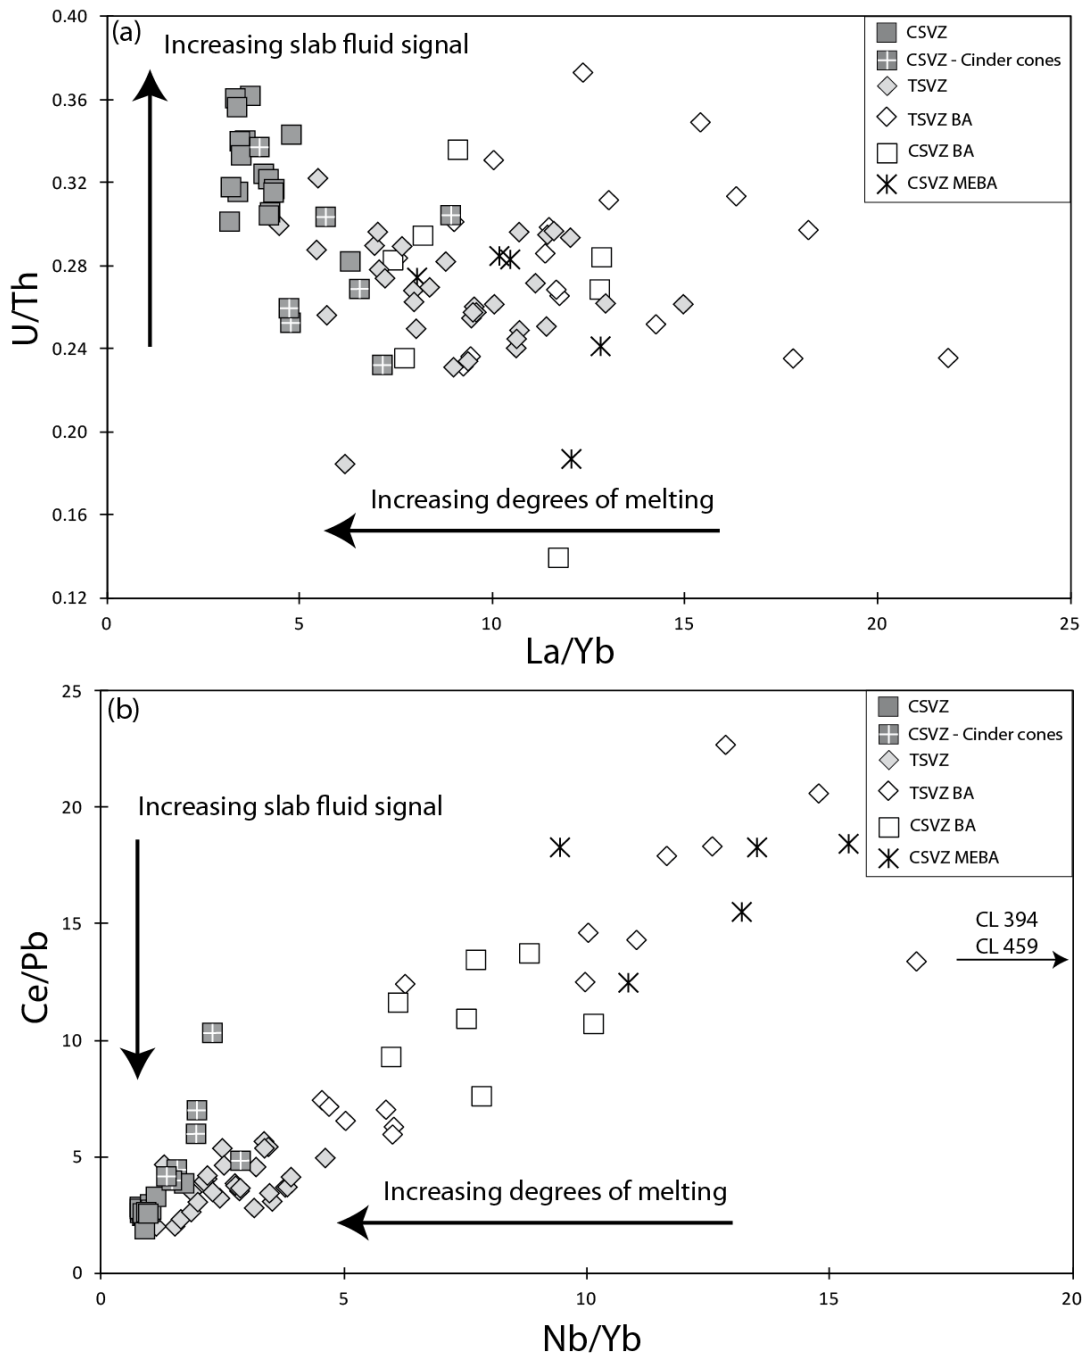 (a)
Increasing slab fluid signal
CSVZ
CSVZ - Cinder cones
TSVZ
TSVZ BA
CSVZ BA
CSVZ MEBA
0.40
0.36
0.32
0.28
0.24
0.20
0.16
0.12
U/Th
Increasing degrees of melting
0
5
10
15
20
25
La/Yb
(b)
Increasing slab fluid signal
CSVZ
CSVZ - Cinder cones
TSVZ
TSVZ BA
CSVZ BA
CSVZ MEBA
25
20
15
10
5
0
Ce/Pb
CL 394
CL 459
Increasing degrees of melting
0
5
10
15
20
Nb/Yb